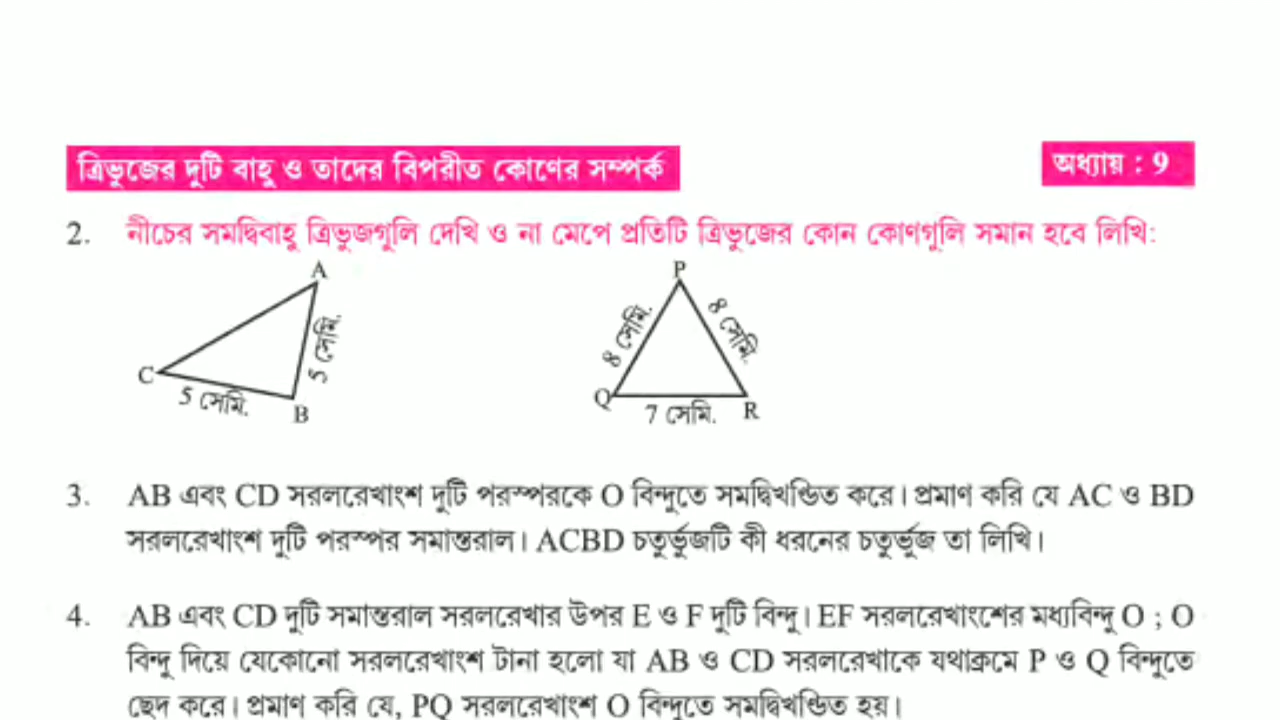 ত্রিভুজের দুটি বাহু ও তাদের বিপরীত কোণের সম্পর্ক
অধ্যায় : 9
2. নীচের সমদ্বিবাহু ত্রিভুজগুলি দেখি ও না মেপে প্রতিটি ত্রিভুজের কোন কোণগুলি সমান হবে লিখি:
A
5 সেমি.
C
5 সেমি.
B
P
8 সেমি.
8 সেমি.
Q
7 সেমি.
R
3. AB এবং CD সরলরেখাংশ দুটি পরস্পরকে O বিন্দুতে সমদ্বিখন্ডিত করে। প্রমাণ করি যে AC ও BD
সরলরেখাংশ দুটি পরস্পর সমান্তরাল। ACBD চতুর্ভুজটি কী ধরনের চতুর্ভুজ তা লিখি।
4. AB এবং CD দুটি সমান্তরাল সরলরেখার উপর E ও F দুটি বিন্দু। EF সরলরেখাংশের মধ্যবিন্দু O ; O
বিন্দু দিয়ে যেকোনো সরলরেখাংশ টানা হলো যা AB ও CD সরলরেখাকে যথাক্রমে P ও Q বিন্দুতে
ছেদ করে। প্রমাণ করি যে, PQ সরলরেখাংশ O বিন্দুতে সমদ্বিখন্ডিত হয়।